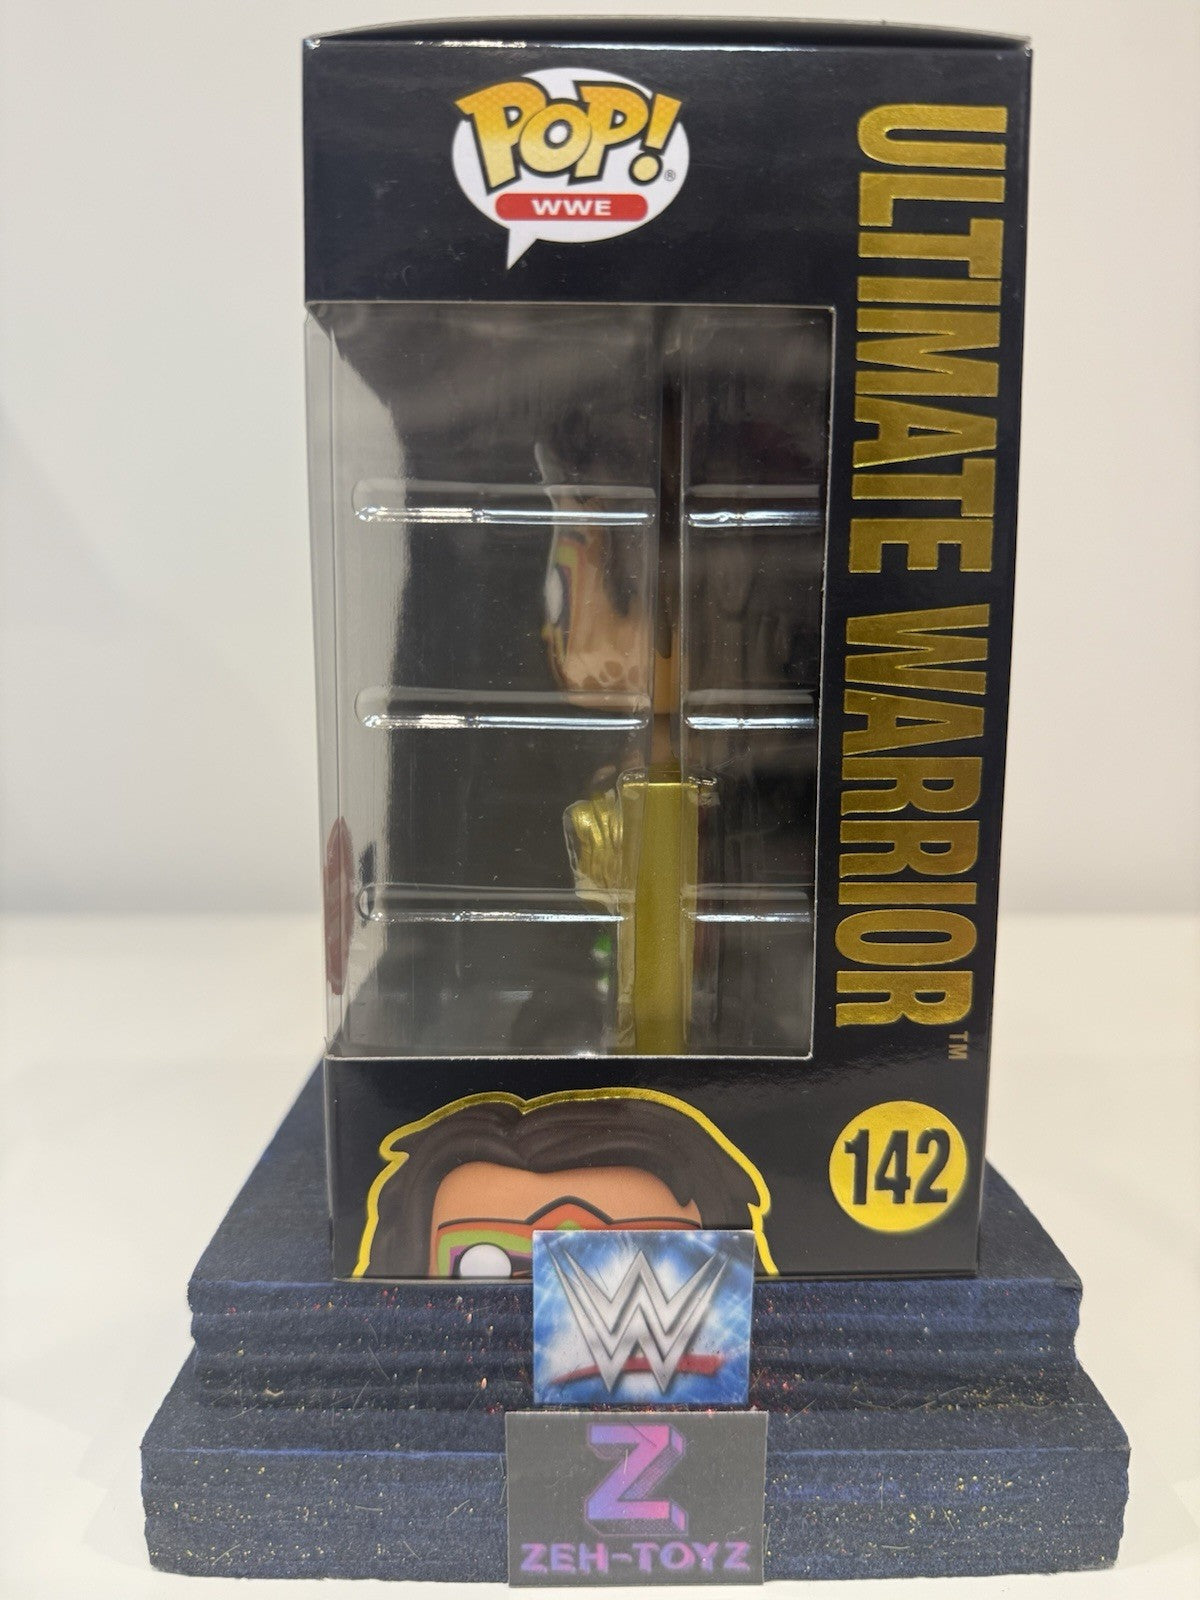 POP!®
WWE
ULTIMATE WARRIOR™
142
W
Z
ZEH-TOYZ